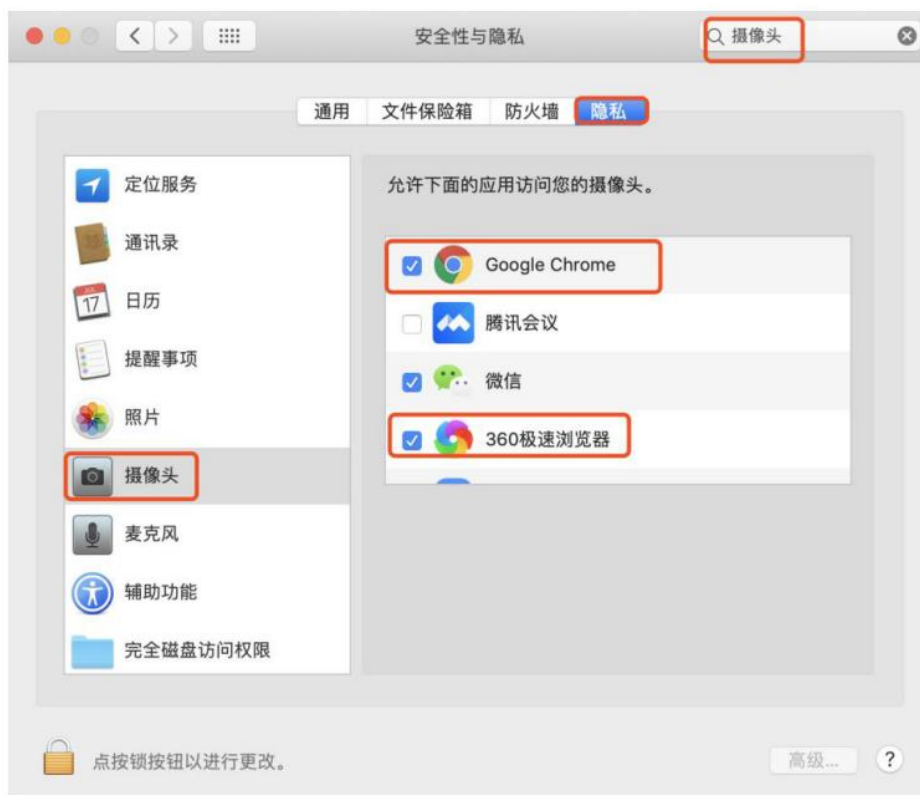 安全性与隐私
摄像头
通用 文件保险箱 防火墙 隐私
定位服务
通讯录
JUL
17
日历
提醒事项
照片
摄像头
麦克风
辅助功能
完全磁盘访问权限
允许下面的应用访问您的摄像头。
Google Chrome
腾讯会议
微信
360极速浏览器
点按锁按钮以进行更改。
高级... ?